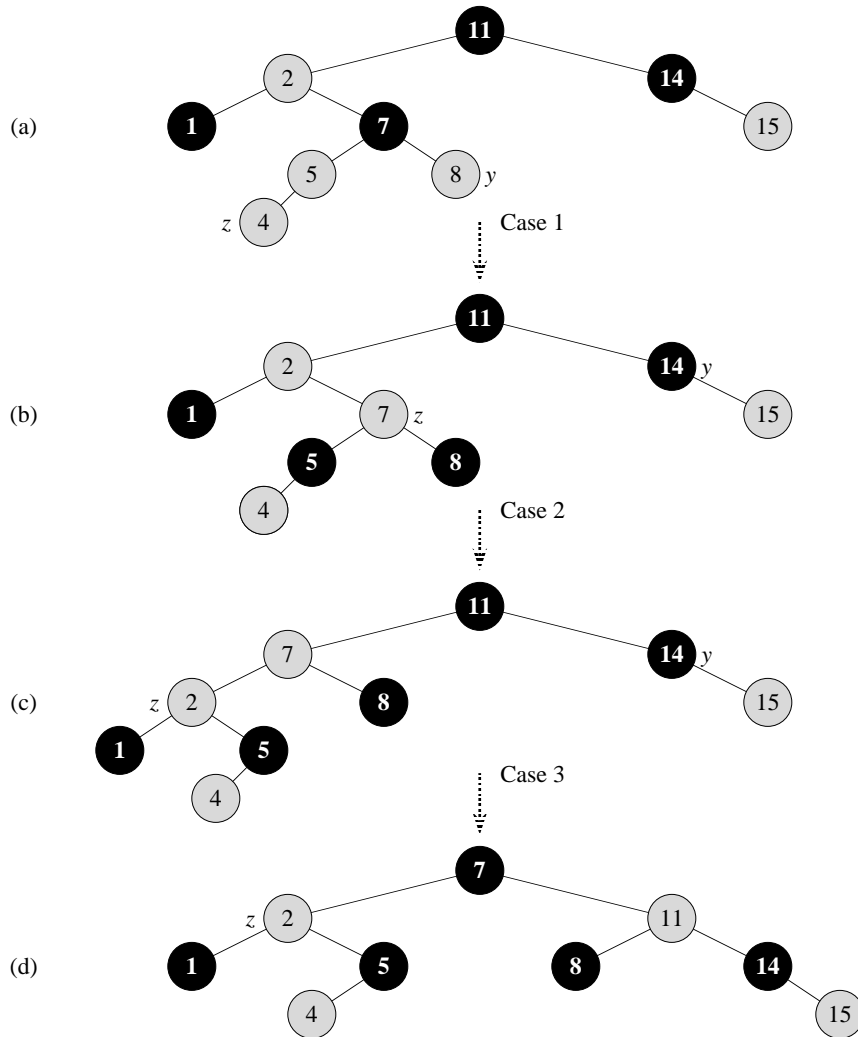 11
2 14
(a) 1 7 15
5 8 y
z 4 Case 1
11
2 14 y
(b) 1 7 z 15
5 8
4 Case 2
11
7 14 y
(c) z 2 8 15
1 5
4 Case 3
7
z 2 11
(d) 1 5 8 14
4 15